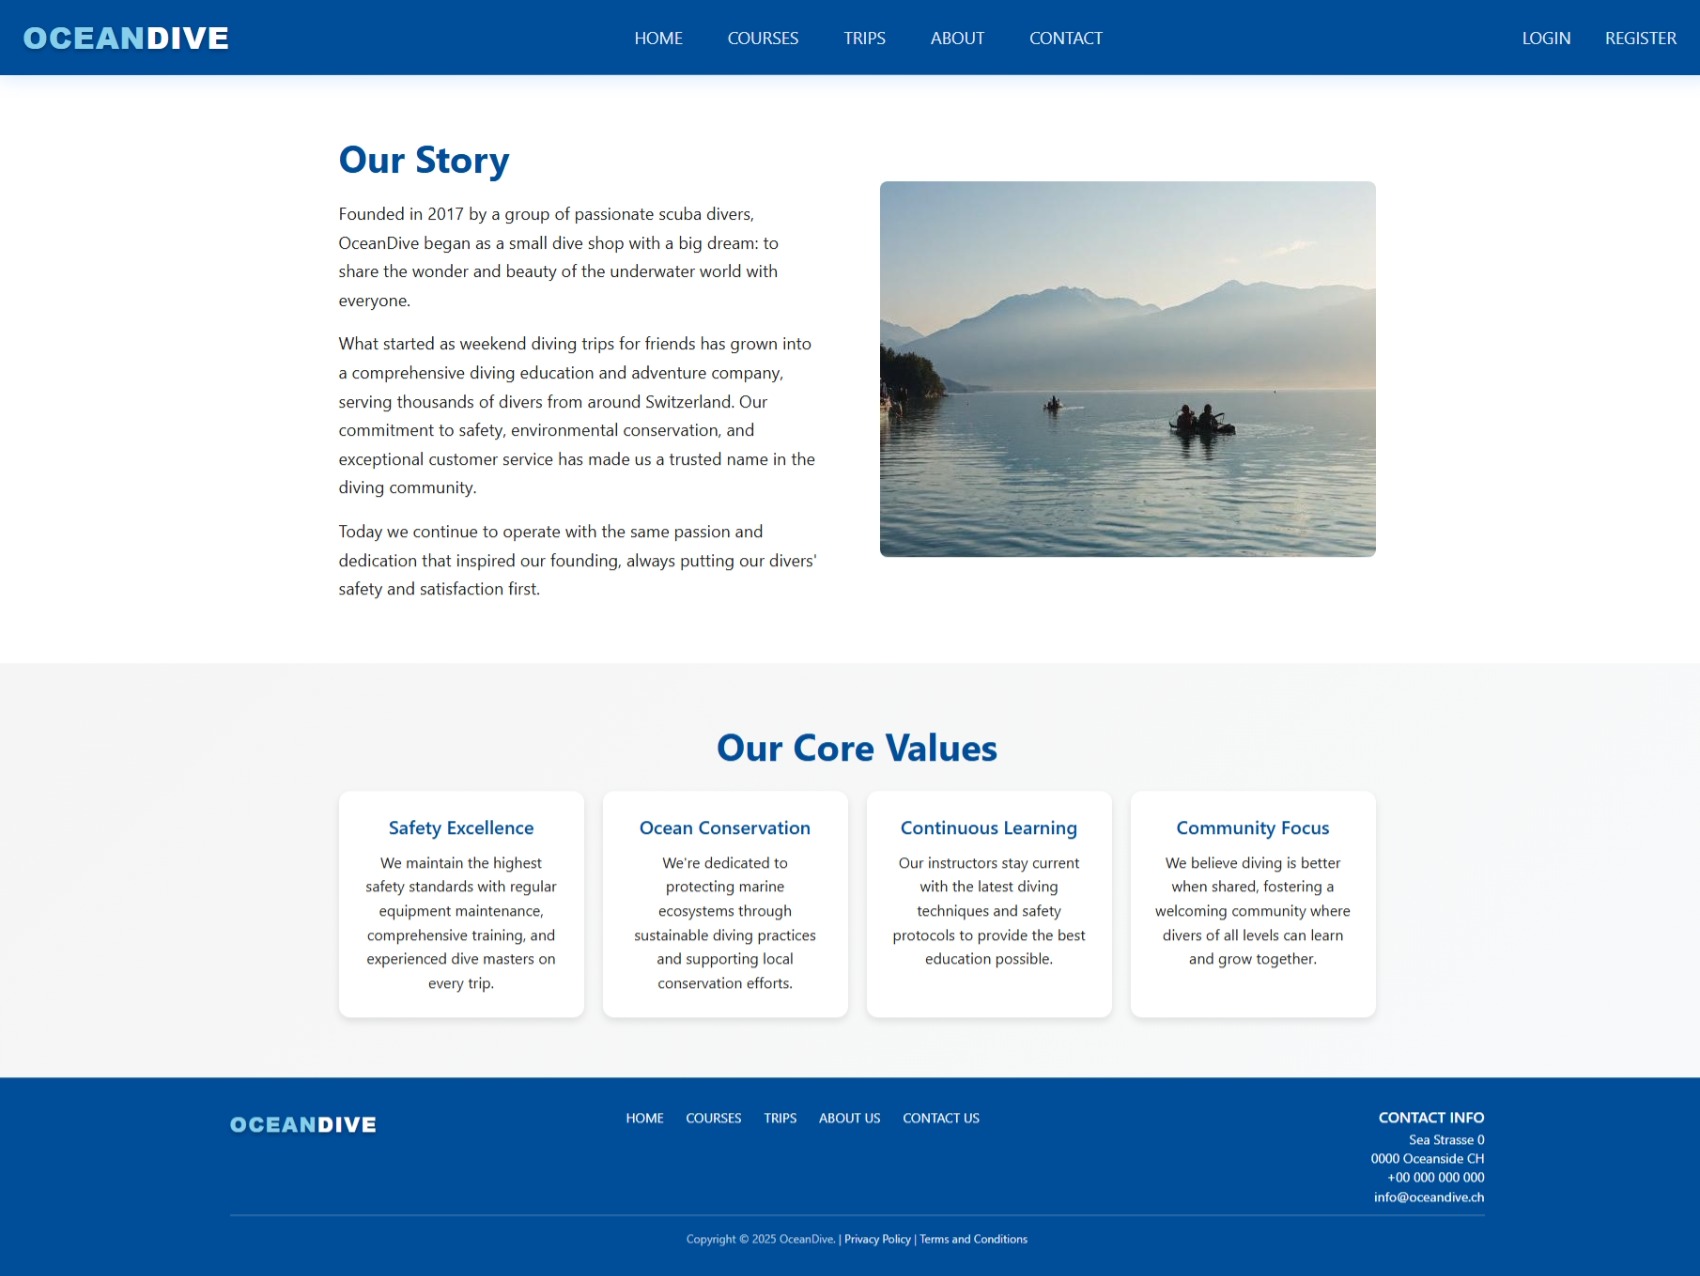 OCEANDIVE
HOME COURSES TRIPS ABOUT CONTACT
LOGIN REGISTER
Our Story
Founded in 2017 by a group of passionate scuba divers,
OceanDive began as a small dive shop with a big dream: to
share the wonder and beauty of the underwater world with
everyone.
What started as weekend diving trips for friends has grown into
a comprehensive diving education and adventure company,
serving thousands of divers from around Switzerland. Our
commitment to safety, environmental conservation, and
exceptional customer service has made us a trusted name in the
diving community.
Today we continue to operate with the same passion and
dedication that inspired our founding, always putting our divers'
safety and satisfaction first.
Our Core Values
Safety Excellence
We maintain the highest
safety standards with regular
equipment maintenance,
comprehensive training, and
experienced dive masters on
every trip.
Ocean Conservation
We're dedicated to
protecting marine
ecosystems through
sustainable diving practices
and supporting local
conservation efforts.
Continuous Learning
Our instructors stay current
with the latest diving
techniques and safety
protocols to provide the best
education possible.
Community Focus
We believe diving is better
when shared, fostering a
welcoming community where
divers of all levels can learn
and grow together.
OCEANDIVE
HOME COURSES TRIPS ABOUT US CONTACT US
CONTACT INFO
Sea Strasse 0
0000 Oceanside CH
+00 000 000 000
info@oceandive.ch
Copyright © 2025 OceanDive. | Privacy Policy | Terms and Conditions